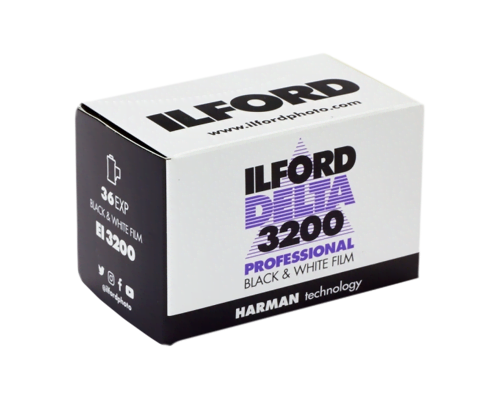 ILFORD
www.ilfordphoto.com
ILFORD
DELTA
3200
PROFESSIONAL
BLACK & WHITE FILM
HARMAN technology
36 EXP
BLACK & WHITE FILM
EI 3200
ilfordphoto